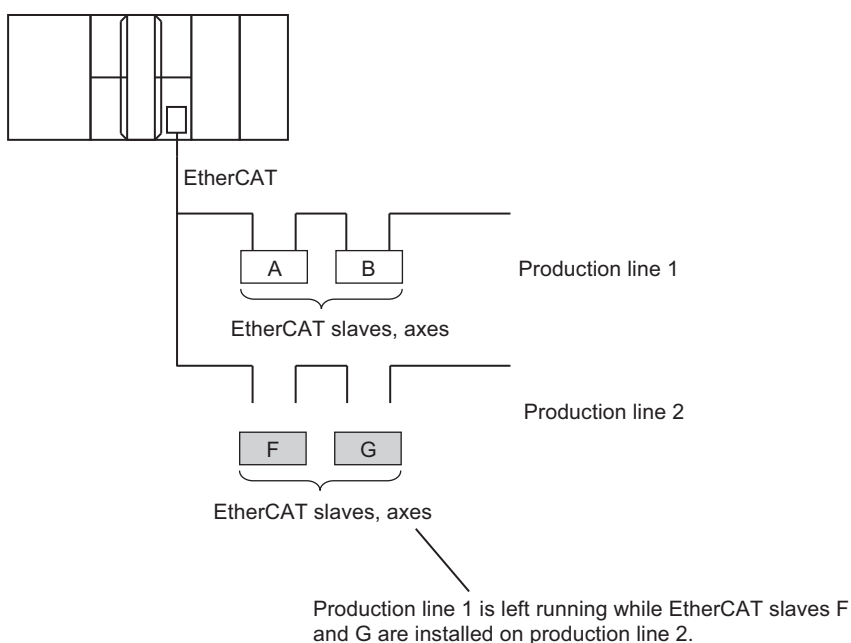 EtherCAT
A
B
Production line 1
EtherCAT slaves, axes
Production line 2
F
G
EtherCAT slaves, axes
Production line 1 is left running while EtherCAT slaves F
and G are installed on production line 2.